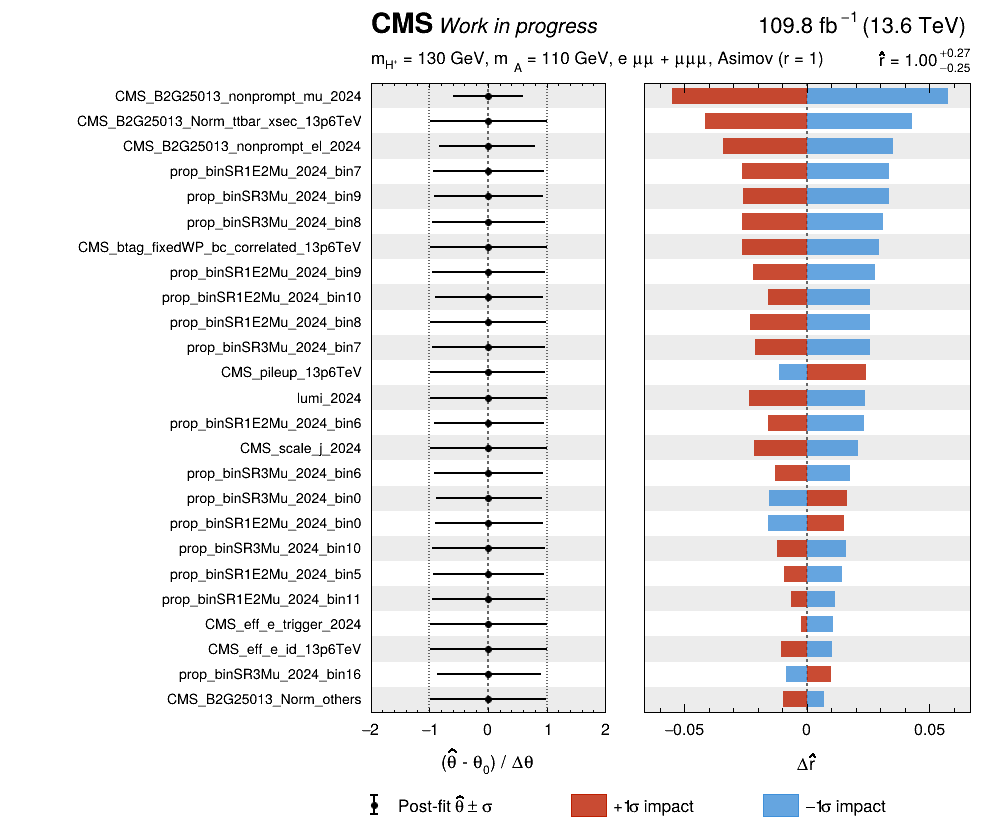 CMS Work in progress 109.8 fb⁻¹ (13.6 TeV)
m_H⁺ = 130 GeV, m_A = 110 GeV, e μμ + μμμ, Asimov (r = 1) r̂ = 1.00 +0.27 −0.25
CMS_B2G25013_nonprompt_mu_2024
CMS_B2G25013_Norm_ttbar_xsec_13p6TeV
CMS_B2G25013_nonprompt_el_2024
prop_binSR1E2Mu_2024_bin7
prop_binSR3Mu_2024_bin9
prop_binSR3Mu_2024_bin8
CMS_btag_fixedWP_bc_correlated_13p6TeV
prop_binSR1E2Mu_2024_bin9
prop_binSR1E2Mu_2024_bin10
prop_binSR1E2Mu_2024_bin8
prop_binSR3Mu_2024_bin7
CMS_pileup_13p6TeV
lumi_2024
prop_binSR1E2Mu_2024_bin6
CMS_scale_j_2024
prop_binSR3Mu_2024_bin6
prop_binSR3Mu_2024_bin0
prop_binSR1E2Mu_2024_bin0
prop_binSR3Mu_2024_bin10
prop_binSR1E2Mu_2024_bin5
prop_binSR1E2Mu_2024_bin11
CMS_eff_e_trigger_2024
CMS_eff_e_id_13p6TeV
prop_binSR3Mu_2024_bin16
CMS_B2G25013_Norm_others
−2 −1 0 1 2 −0.05 0 0.05
(θ̂ - θ₀) / Δθ Δr̂
Post-fit θ̂ ± σ +1σ impact −1σ impact